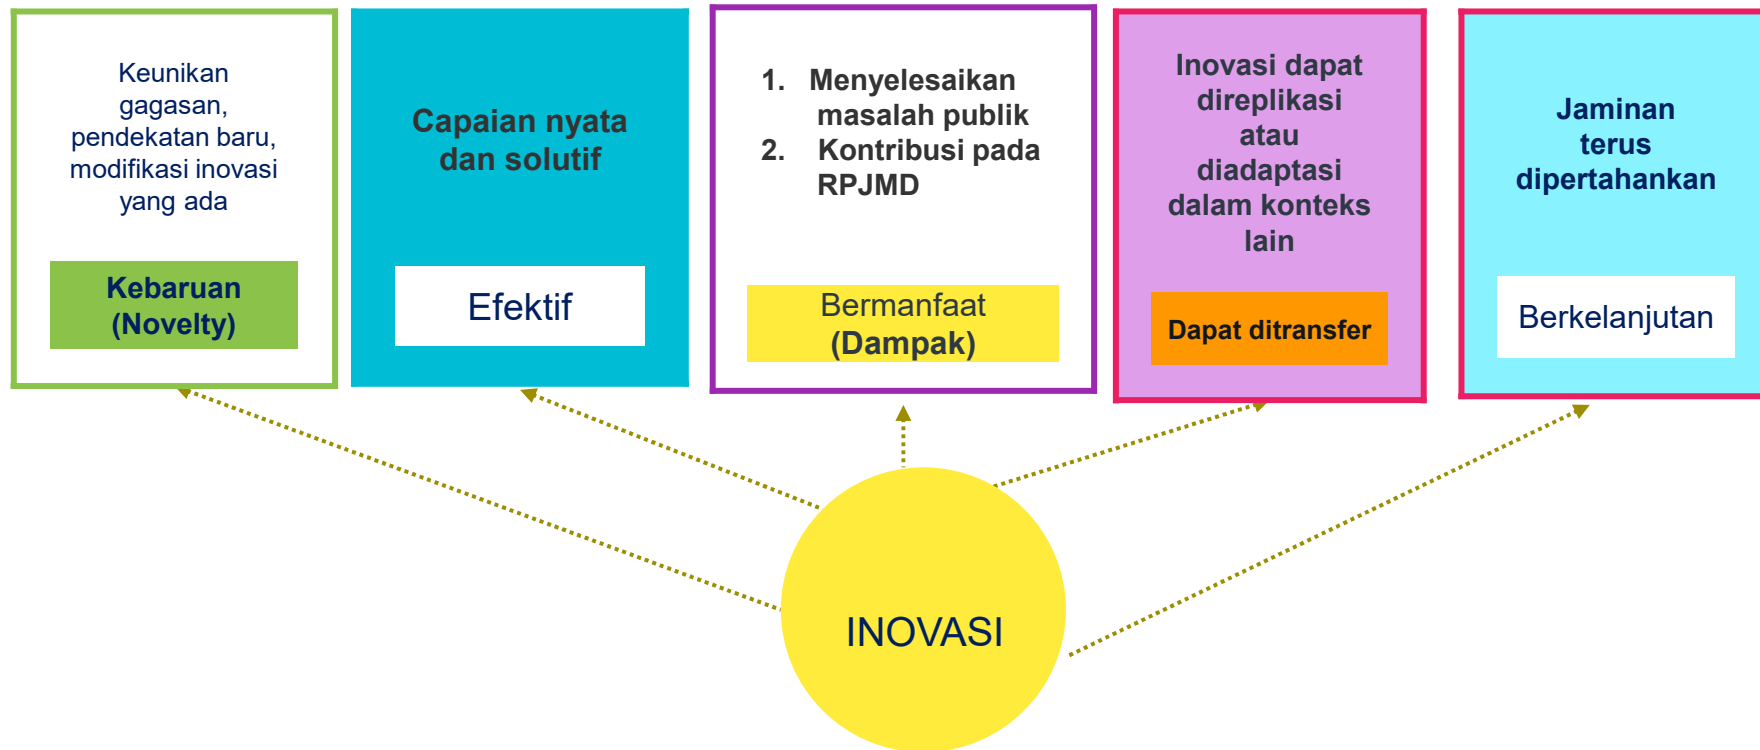 Keunikan
gagasan,
pendekatan baru,
modifikasi inovasi
yang ada
Kebaruan
(Novelty)
Capaian nyata
dan solutif
Efektif
1. Menyelesaikan
masalah publik
2. Kontribusi pada
RPJMD
Bermanfaat
(Dampak)
Inovasi dapat
direplikasi
atau
diadaptasi
dalam konteks
lain
Dapat ditransfer
Jaminan
terus
dipertahankan
Berkelanjutan
INOVASI